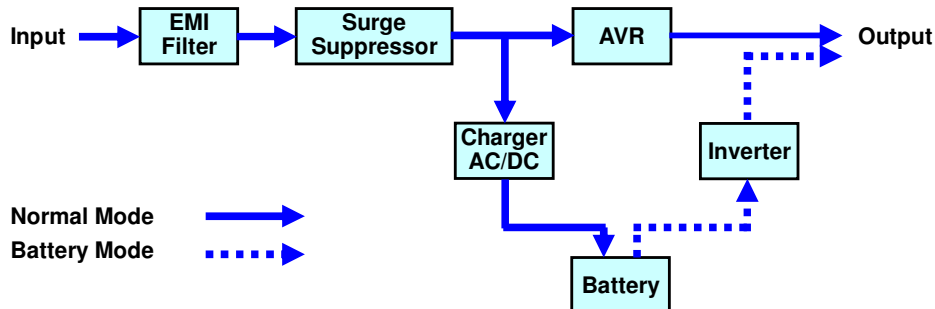 Input
EMI
Filter
Surge
Suppressor
AVR
Output
Charger
AC/DC
Inverter
Normal Mode
Battery Mode
Battery